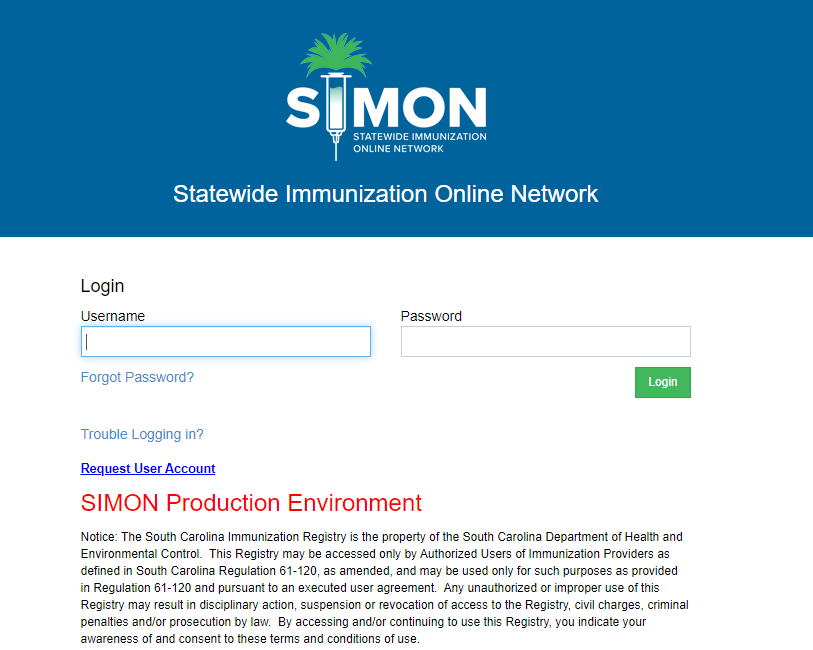 SIMON
STATEWIDE IMMUNIZATION
ONLINE NETWORK
Statewide Immunization Online Network
Login
Username
Password
Forgot Password?
Login
Trouble Logging in?
Request User Account
SIMON Production Environment
Notice: The South Carolina Immunization Registry is the property of the South Carolina Department of Health and
Environmental Control.  This Registry may be accessed only by Authorized Users of Immunization Providers as
defined in South Carolina Regulation 61-120, as amended, and may be used only for such purposes as provided
in Regulation 61-120 and pursuant to an executed user agreement.  Any unauthorized or improper use of this
Registry may result in disciplinary action, suspension or revocation of access to the Registry, civil charges, criminal
penalties and/or prosecution by law.  By accessing and/or continuing to use this Registry, you indicate your
awareness of and consent to these terms and conditions of use.